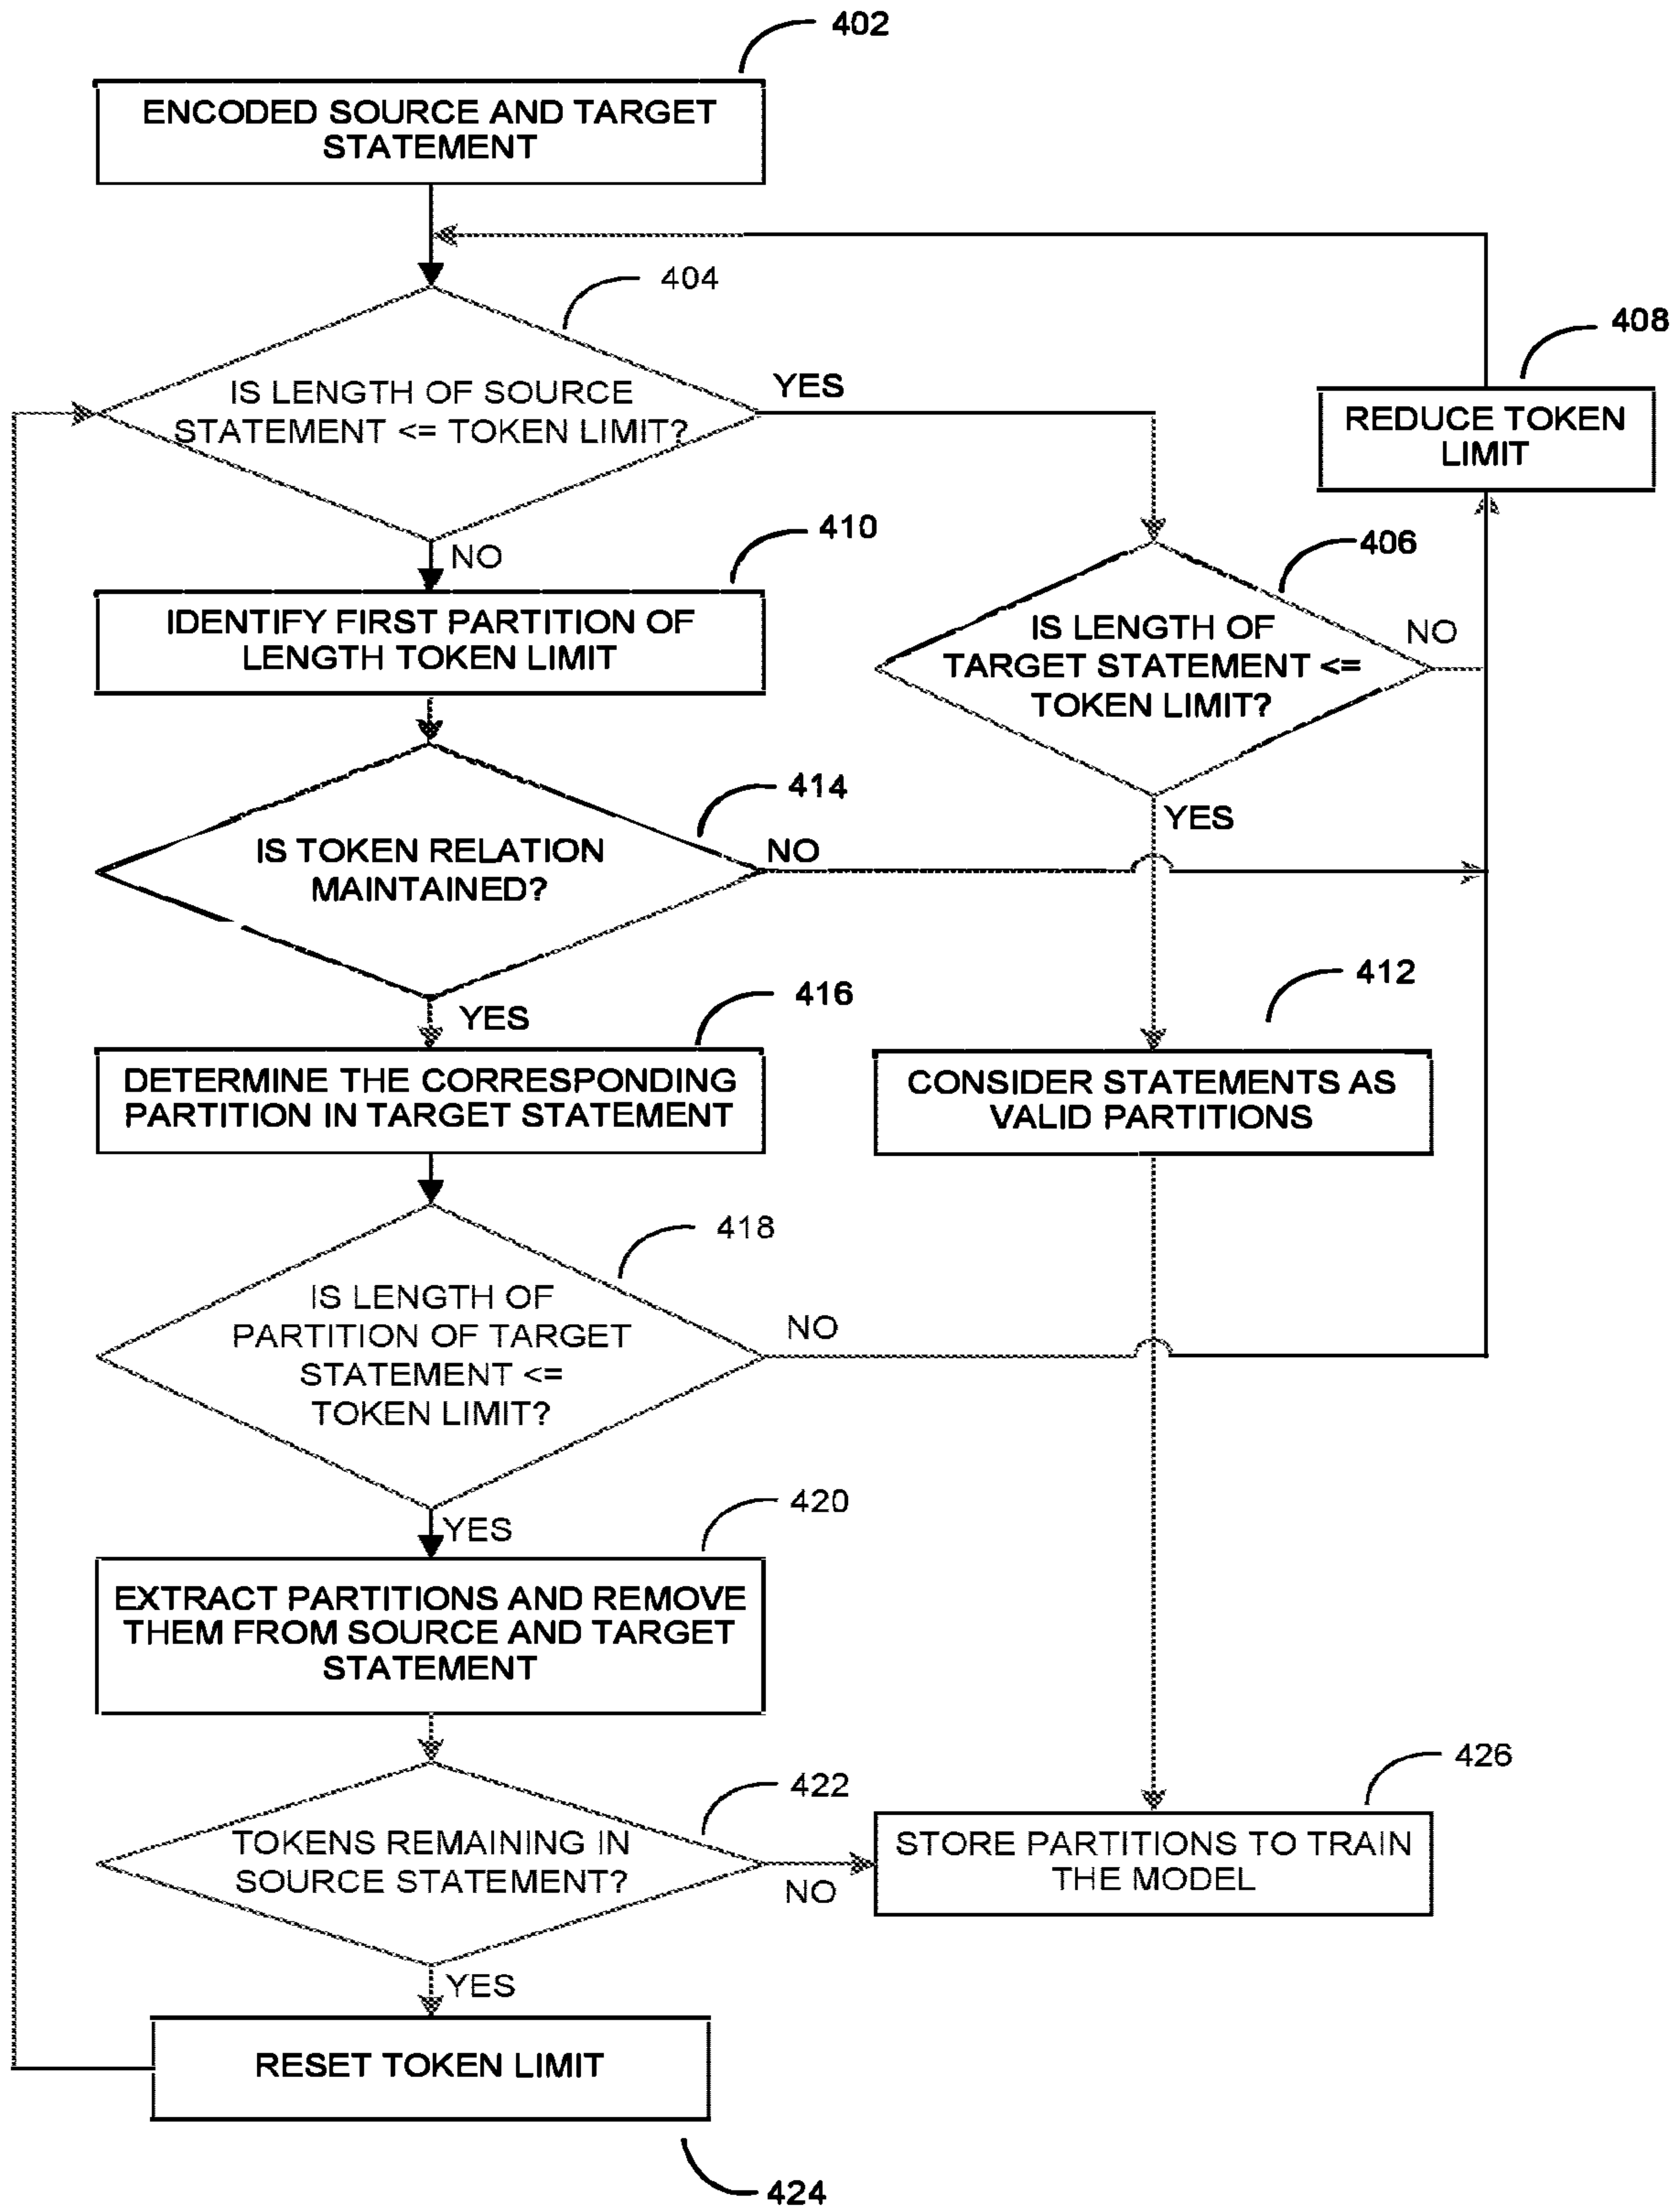 402
ENCODED SOURCE AND TARGET
STATEMENT
404
IS LENGTH OF SOURCE
STATEMENT <= TOKEN LIMIT?
YES
408
REDUCE TOKEN
LIMIT
NO
410
IDENTIFY FIRST PARTITION OF
LENGTH TOKEN LIMIT
406
IS LENGTH OF
TARGET STATEMENT <=
TOKEN LIMIT?
NO
YES
414
IS TOKEN RELATION
MAINTAINED?
NO
YES
416
DETERMINE THE CORRESPONDING
PARTITION IN TARGET STATEMENT
412
CONSIDER STATEMENTS AS
VALID PARTITIONS
418
IS LENGTH OF
PARTITION OF TARGET
STATEMENT <=
TOKEN LIMIT?
NO
YES
420
EXTRACT PARTITIONS AND REMOVE
THEM FROM SOURCE AND TARGET
STATEMENT
422
TOKENS REMAINING IN
SOURCE STATEMENT?
NO
426
STORE PARTITIONS TO TRAIN
THE MODEL
YES
RESET TOKEN LIMIT
424